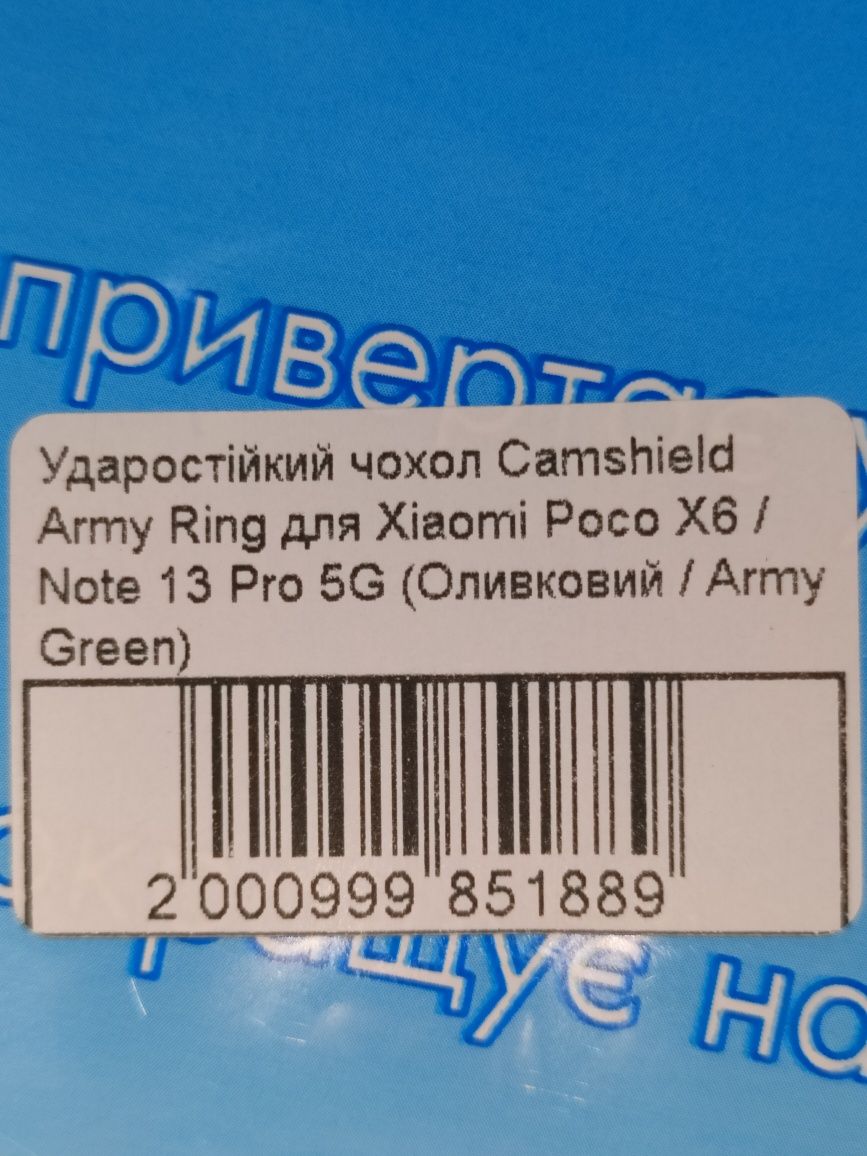 Ударостійкий чохол Camshield
Army Ring для Xiaomi Poco X6 /
Note 13 Pro 5G (Оливковий / Army
Green)
2 000999 851889
на